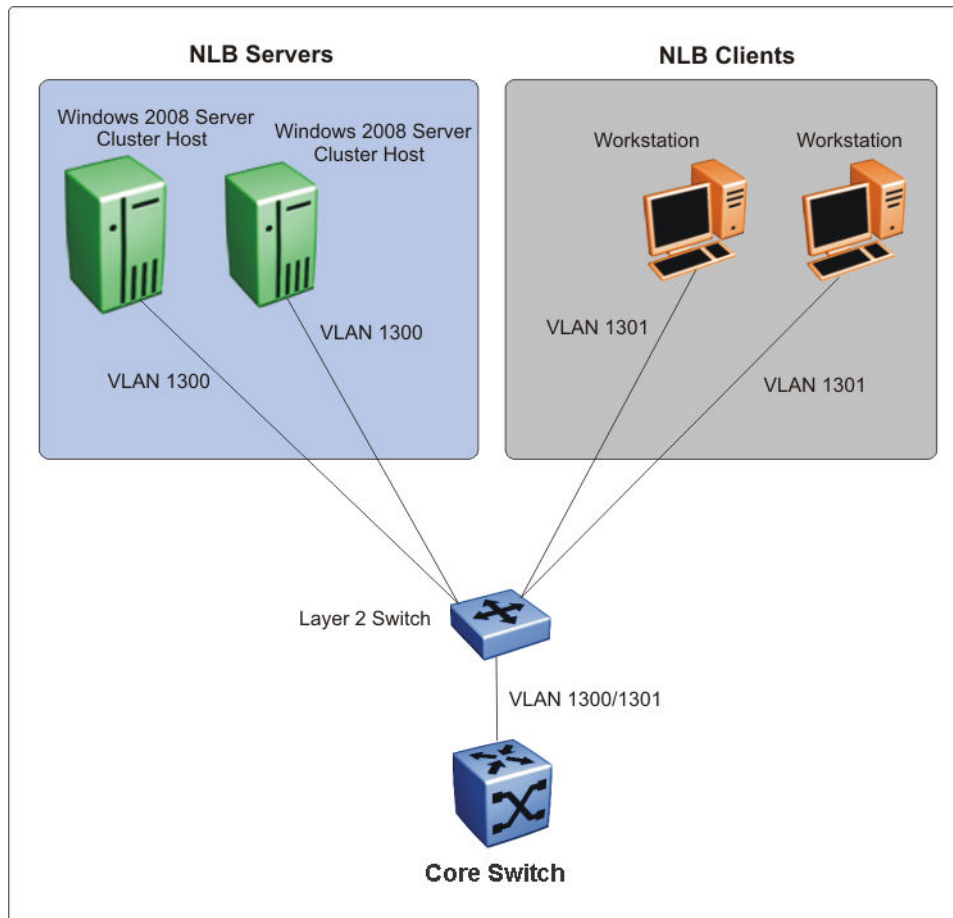 NLB Servers
NLB Clients
Windows 2008 Server
Cluster Host
Windows 2008 Server
Cluster Host
Workstation
Workstation
VLAN 1300
VLAN 1300
VLAN 1301
VLAN 1301
Layer 2 Switch
VLAN 1300/1301
Core Switch